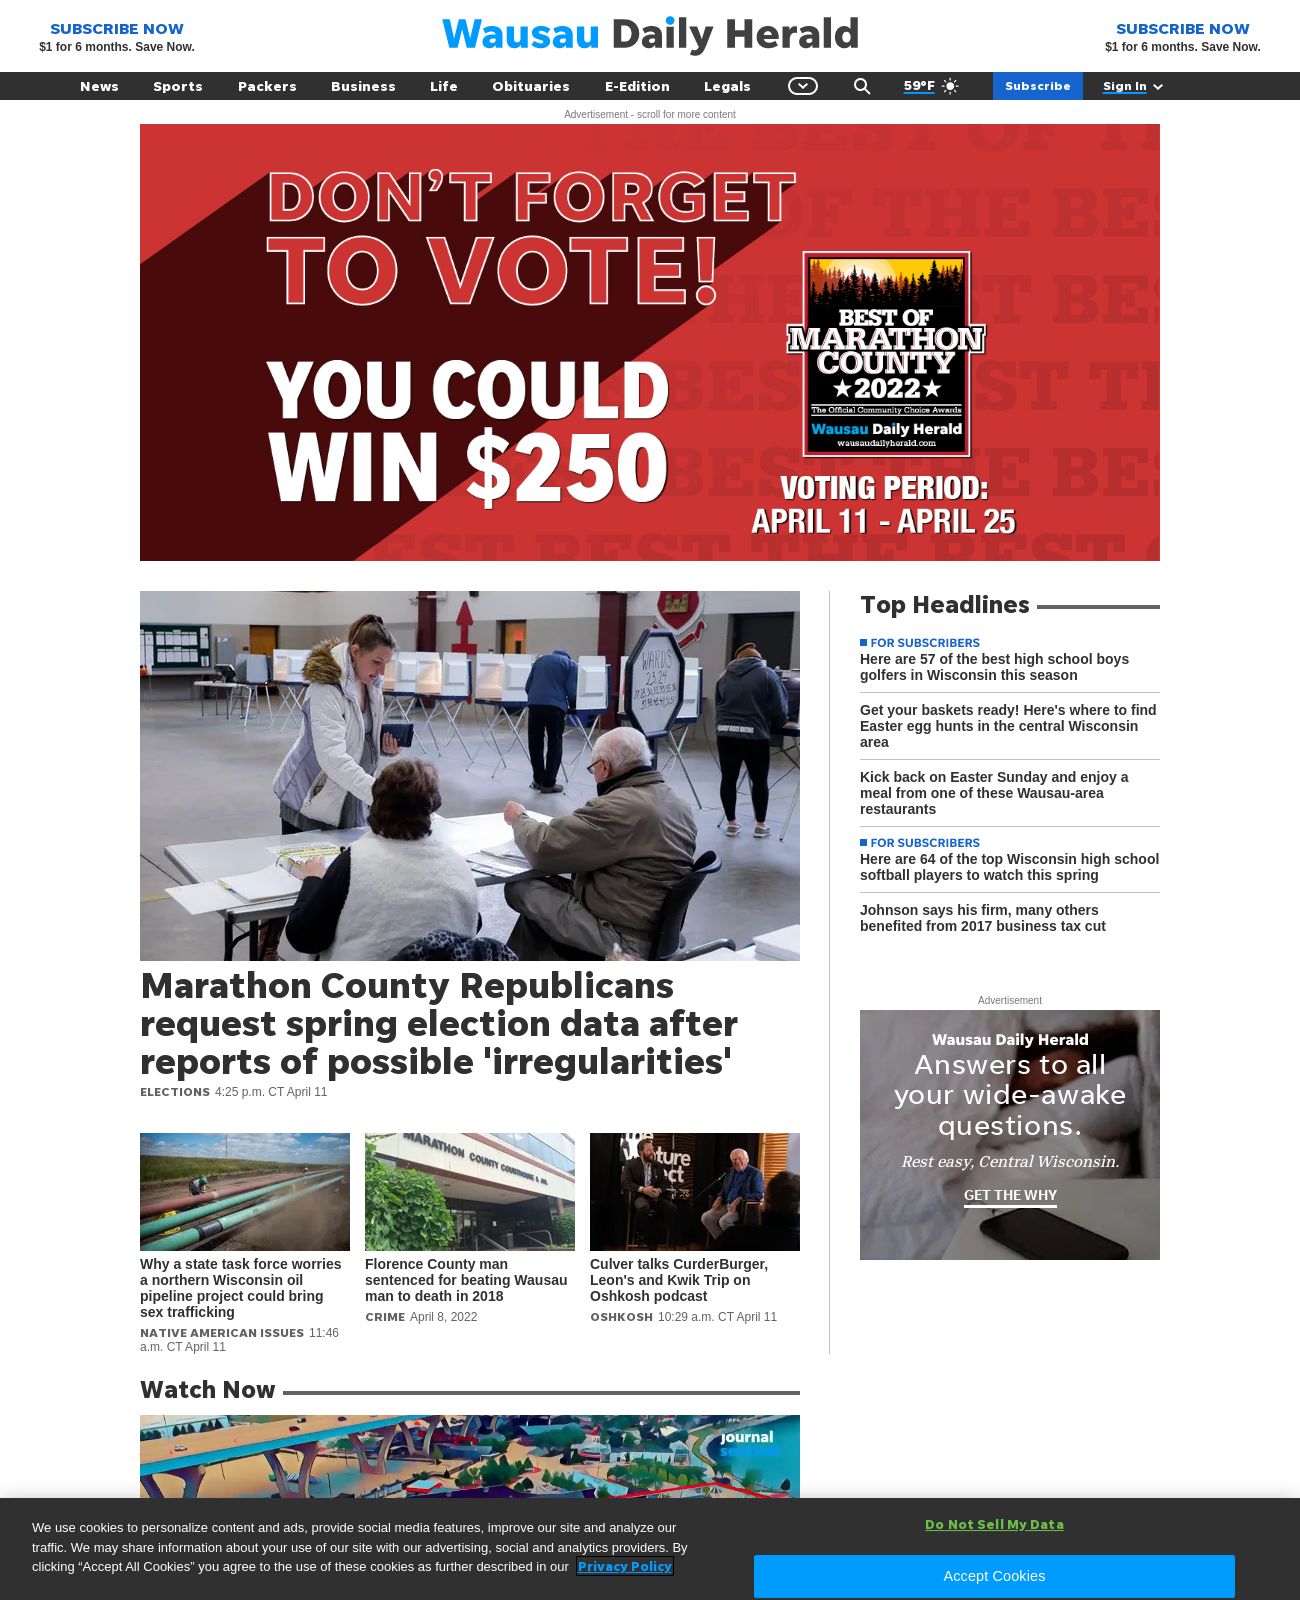 SUBSCRIBE NOW
$1 for 6 months. Save Now.
Wausau Daily Herald
SUBSCRIBE NOW
$1 for 6 months. Save Now.
News Sports Packers Business Life Obituaries E-Edition Legals 59°F Subscribe Sign In
Advertisement - scroll for more content
DON'T FORGET
TO VOTE!
YOU COULD
WIN $250
BEST OF
MARATHON
COUNTY
★2022★
The Official Community Choice Awards
Wausau Daily Herald
wausaudailyherald.com
VOTING PERIOD:
APRIL 11 - APRIL 25
WARDS
23,24
Marathon County Republicans
request spring election data after
reports of possible 'irregularities'
ELECTIONS 4:25 p.m. CT April 11
MARATHON COUNTY COURTHOUSE & JAIL
Why a state task force worries
a northern Wisconsin oil
pipeline project could bring
sex trafficking
NATIVE AMERICAN ISSUES 11:46
a.m. CT April 11
Florence County man
sentenced for beating Wausau
man to death in 2018
CRIME April 8, 2022
Culver talks CurderBurger,
Leon's and Kwik Trip on
Oshkosh podcast
OSHKOSH 10:29 a.m. CT April 11
Top Headlines
FOR SUBSCRIBERS
Here are 57 of the best high school boys
golfers in Wisconsin this season
Get your baskets ready! Here's where to find
Easter egg hunts in the central Wisconsin
area
Kick back on Easter Sunday and enjoy a
meal from one of these Wausau-area
restaurants
FOR SUBSCRIBERS
Here are 64 of the top Wisconsin high school
softball players to watch this spring
Johnson says his firm, many others
benefited from 2017 business tax cut
Advertisement
Wausau Daily Herald
Answers to all
your wide-awake
questions.
Rest easy, Central Wisconsin.
GET THE WHY
Watch Now
journal
sentinel
We use cookies to personalize content and ads, provide social media features, improve our site and analyze our
traffic. We may share information about your use of our site with our advertising, social and analytics providers. By
clicking “Accept All Cookies” you agree to the use of these cookies as further described in our Privacy Policy
Do Not Sell My Data
Accept Cookies